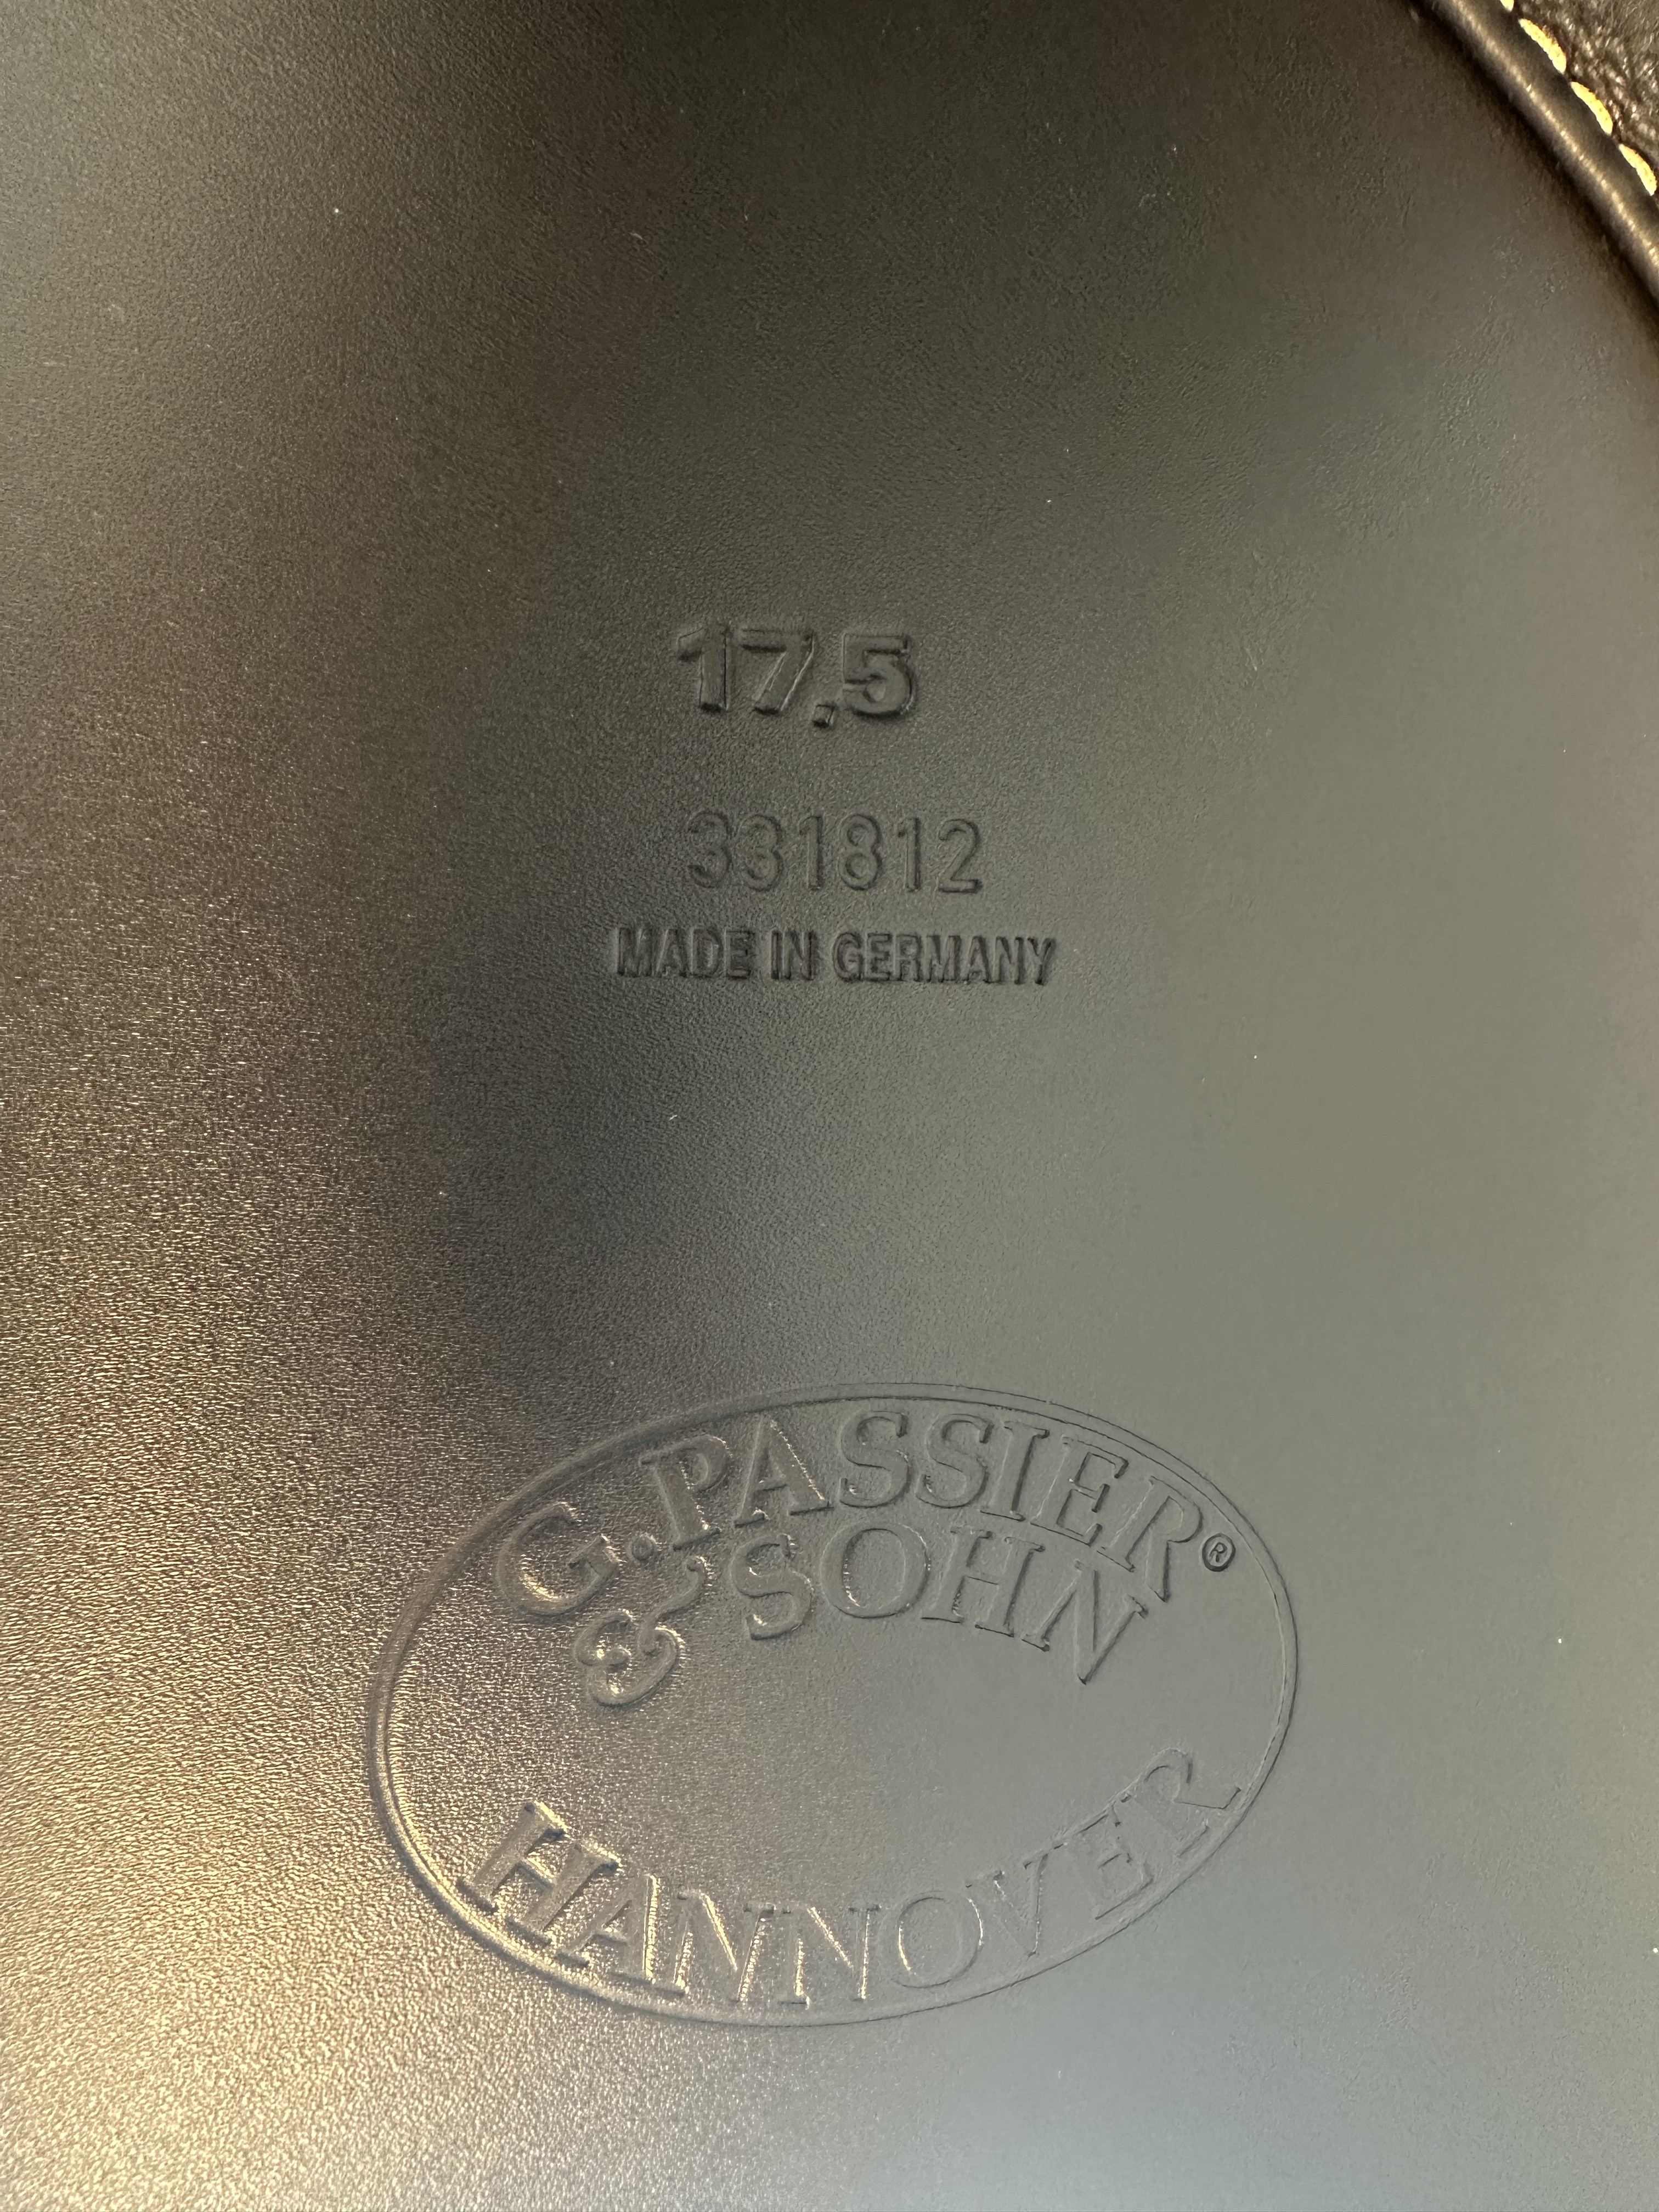 17,5
331812
MADE IN GERMANY
G. PASSIER®
& SOHN
HANNOVER